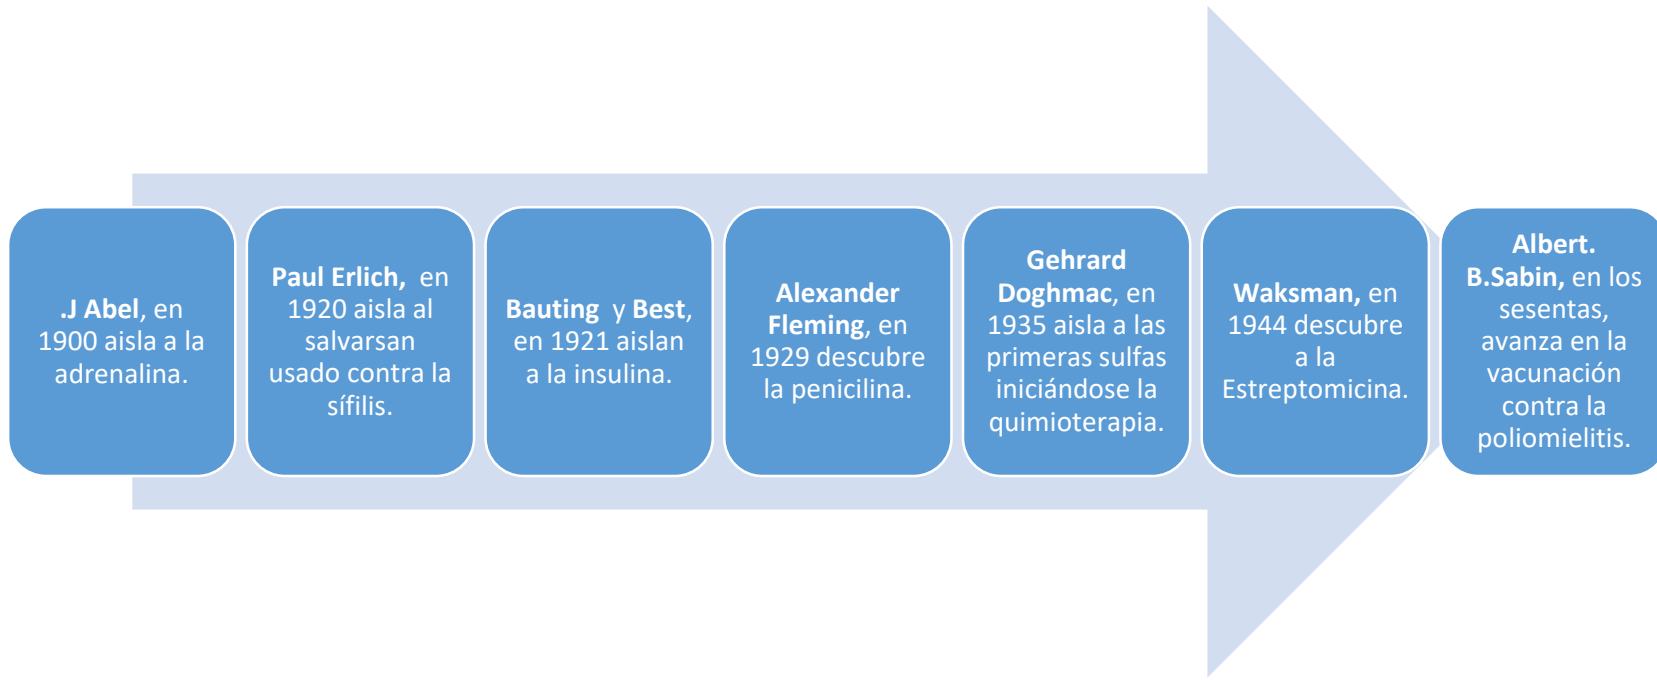 .J Abel, en
1900 aisla a la
adrenalina.
Paul Erlich, en
1920 aisla al
salvarsan
usado contra la
sífilis.
Bauting y Best,
en 1921 aislan
a la insulina.
Alexander
Fleming, en
1929 descubre
la penicilina.
Gehrard
Doghmac, en
1935 aisla a las
primeras sulfas
iniciándose la
quimioterapia.
Waksman, en
1944 descubre
a la
Estreptomicina.
Albert.
B.Sabin, en los
sesentas,
avanza en la
vacunación
contra la
poliomielitis.